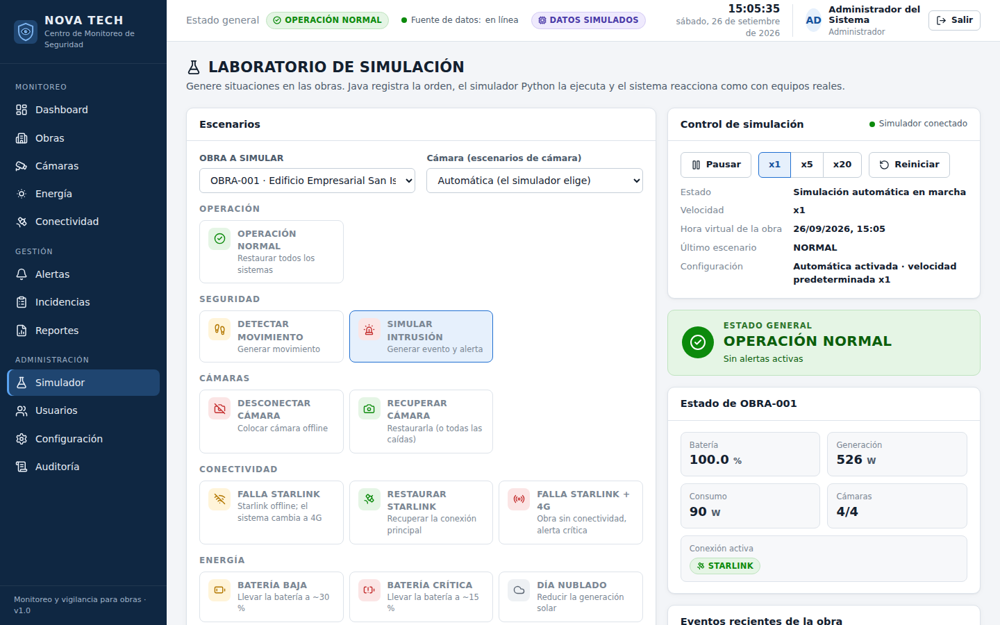 NOVA TECH
Centro de Monitoreo de
Seguridad
MONITOREO
Dashboard
Obras
Cámaras
Energía
Conectividad
GESTIÓN
Alertas
Incidencias
Reportes
ADMINISTRACIÓN
Simulador
Usuarios
Configuración
Auditoría
Monitoreo y vigilancia para obras ·
v1.0
Estado general
OPERACIÓN NORMAL
Fuente de datos: en línea
DATOS SIMULADOS
15:05:35
sábado, 26 de setiembre
de 2026
AD
Administrador del
Sistema
Administrador
Salir
LABORATORIO DE SIMULACIÓN
Genere situaciones en las obras. Java registra la orden, el simulador Python la ejecuta y el sistema reacciona como con equipos reales.
Escenarios
OBRA A SIMULAR
OBRA-001 · Edificio Empresarial San Is
Cámara (escenarios de cámara)
Automática (el simulador elige)
OPERACIÓN
OPERACIÓN
NORMAL
Restaurar todos los
sistemas
SEGURIDAD
DETECTAR
MOVIMIENTO
Generar movimiento
SIMULAR
INTRUSIÓN
Generar evento y alerta
CÁMARAS
DESCONECTAR
CÁMARA
Colocar cámara offline
RECUPERAR
CÁMARA
Restaurarla (o todas las
caídas)
CONECTIVIDAD
FALLA STARLINK
Starlink offline; el
sistema cambia a 4G
RESTAURAR
STARLINK
Recuperar la conexión
principal
FALLA STARLINK +
4G
Obra sin conectividad,
alerta crítica
ENERGÍA
BATERÍA BAJA
Llevar la batería a ~30
%
BATERÍA CRÍTICA
Llevar la batería a ~15
%
DÍA NUBLADO
Reducir la generación
solar
Control de simulación
Simulador conectado
Pausar
x1
x5
x20
Reiniciar
Estado
Simulación automática en marcha
Velocidad
x1
Hora virtual de la obra
26/09/2026, 15:05
Último escenario
NORMAL
Configuración
Automática activada · velocidad
predeterminada x1
ESTADO GENERAL
OPERACIÓN NORMAL
Sin alertas activas
Estado de OBRA-001
Batería
100.0 %
Generación
526 W
Consumo
90 W
Cámaras
4/4
Conexión activa
STARLINK
Eventos recientes de la obra